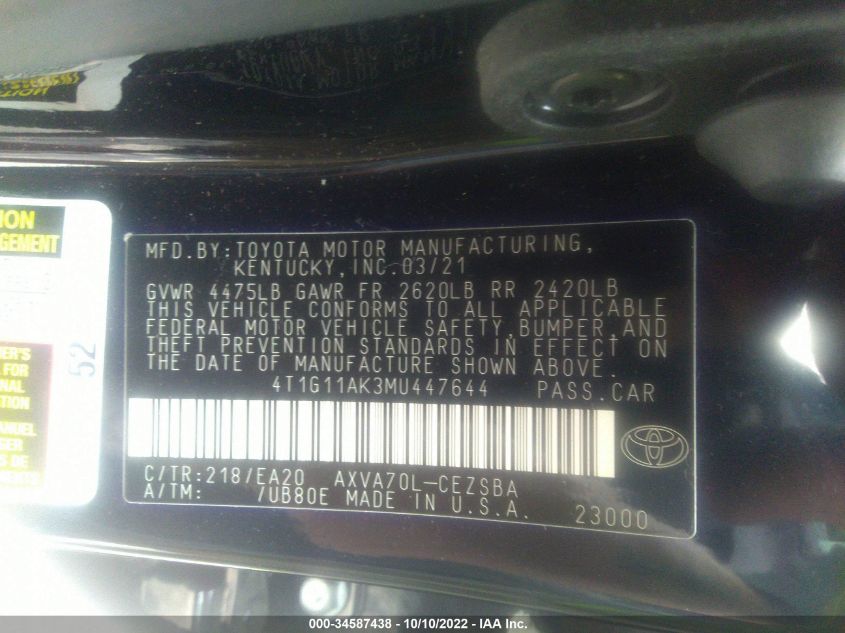 MFD.BY:TOYOTA MOTOR MANUFACTURING,
KENTUCKY,INC.03/21
GVWR 4475LB GAWR FR 2620LB RR 2420LB
THIS VEHICLE CONFORMS TO ALL APPLICABLE
FEDERAL MOTOR VEHICLE SAFETY,BUMPER,AND
THEFT PREVENTION STANDARDS IN EFFECT ON
THE DATE OF MANUFACTURE SHOWN ABOVE.
4T1G11AK3MU447644 PASS.CAR
C/TR:218/EA20 AXVA70L-CEZSBA
A/TM: /UB80E MADE IN U.S.A. 23000
52
000-34587438 - 10/10/2022 - IAA Inc.